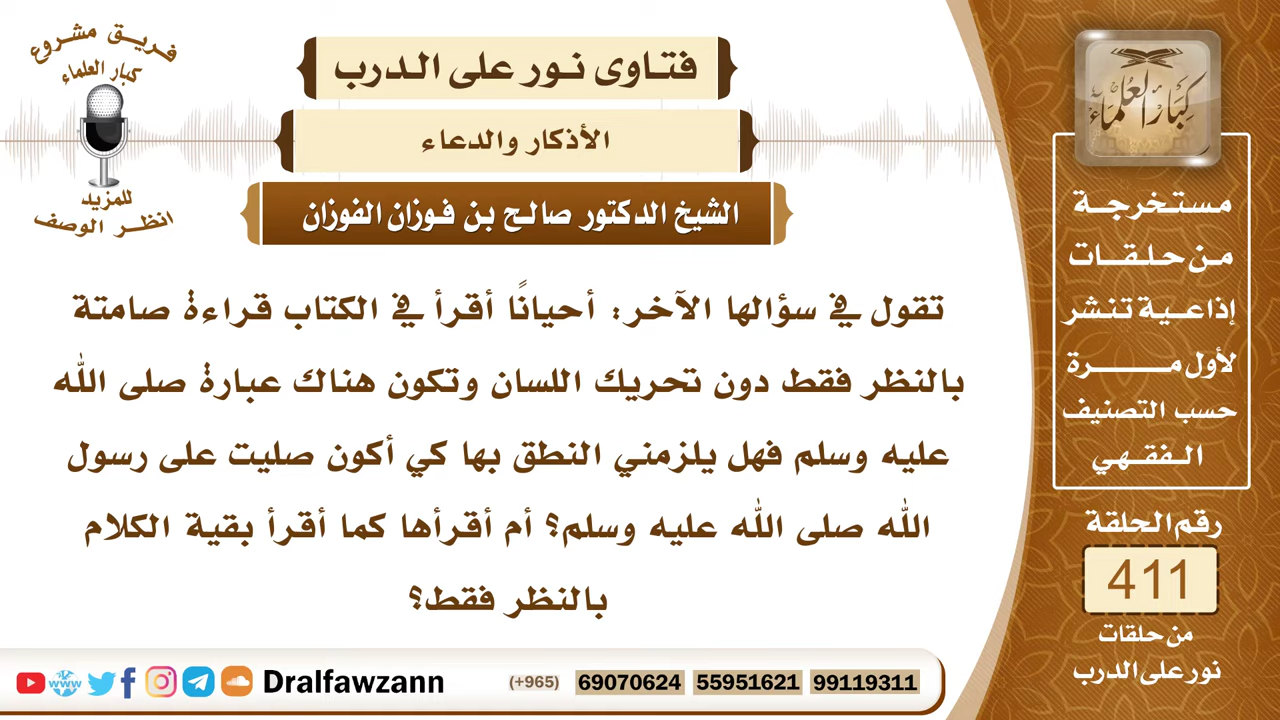 فريق مشروع
كبار العلماء
للمزيد
انظر الوصف
فتاوى نور على الدرب
الأذكار والدعاء
الشيخ الدكتور صالح بن فوزان الفوزان
تقول في سؤالها الآخر: أحيانًا أقرأ في الكتاب قراءة صامتة
بالنظر فقط دون تحريك اللسان وتكون هناك عبارة صلى الله
عليه وسلم فهل يلزمني النطق بها كي أكون صليت على رسول
الله صلى الله عليه وسلم؟ أم أقرأها كما أقرأ بقية الكلام
بالنظر فقط؟
كبار العلماء
مستخرجة
من حلقات
إذاعية تنشر
لأول مرة
حسب التصنيف
الفقهي
رقم الحلقة
411
من حلقات
نور على الدرب
www
Dralfawzann (+965) 69070624 55951621 99119311